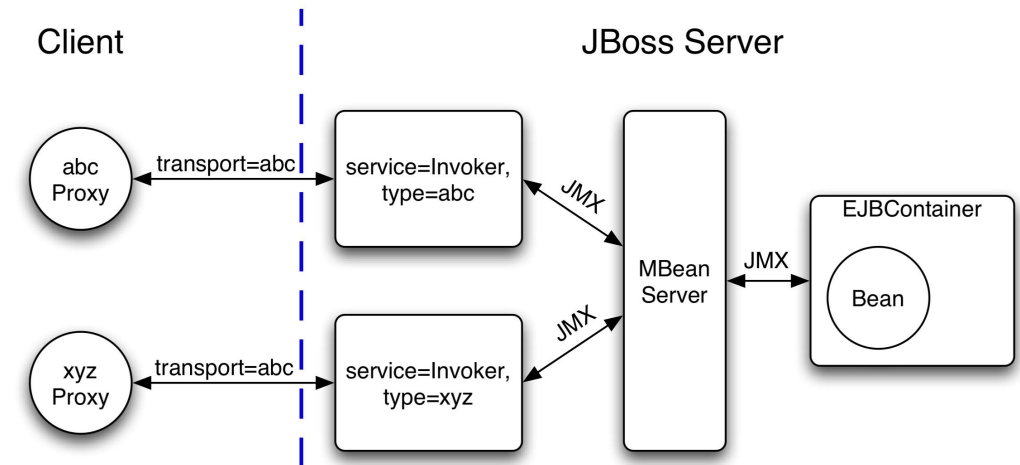 Client
JBoss Server
abc
Proxy
transport=abc
service=Invoker,
type=abc
JMX
MBean
Server
JMX
EJBContainer
Bean
xyz
Proxy
transport=abc
service=Invoker,
type=xyz
JMX